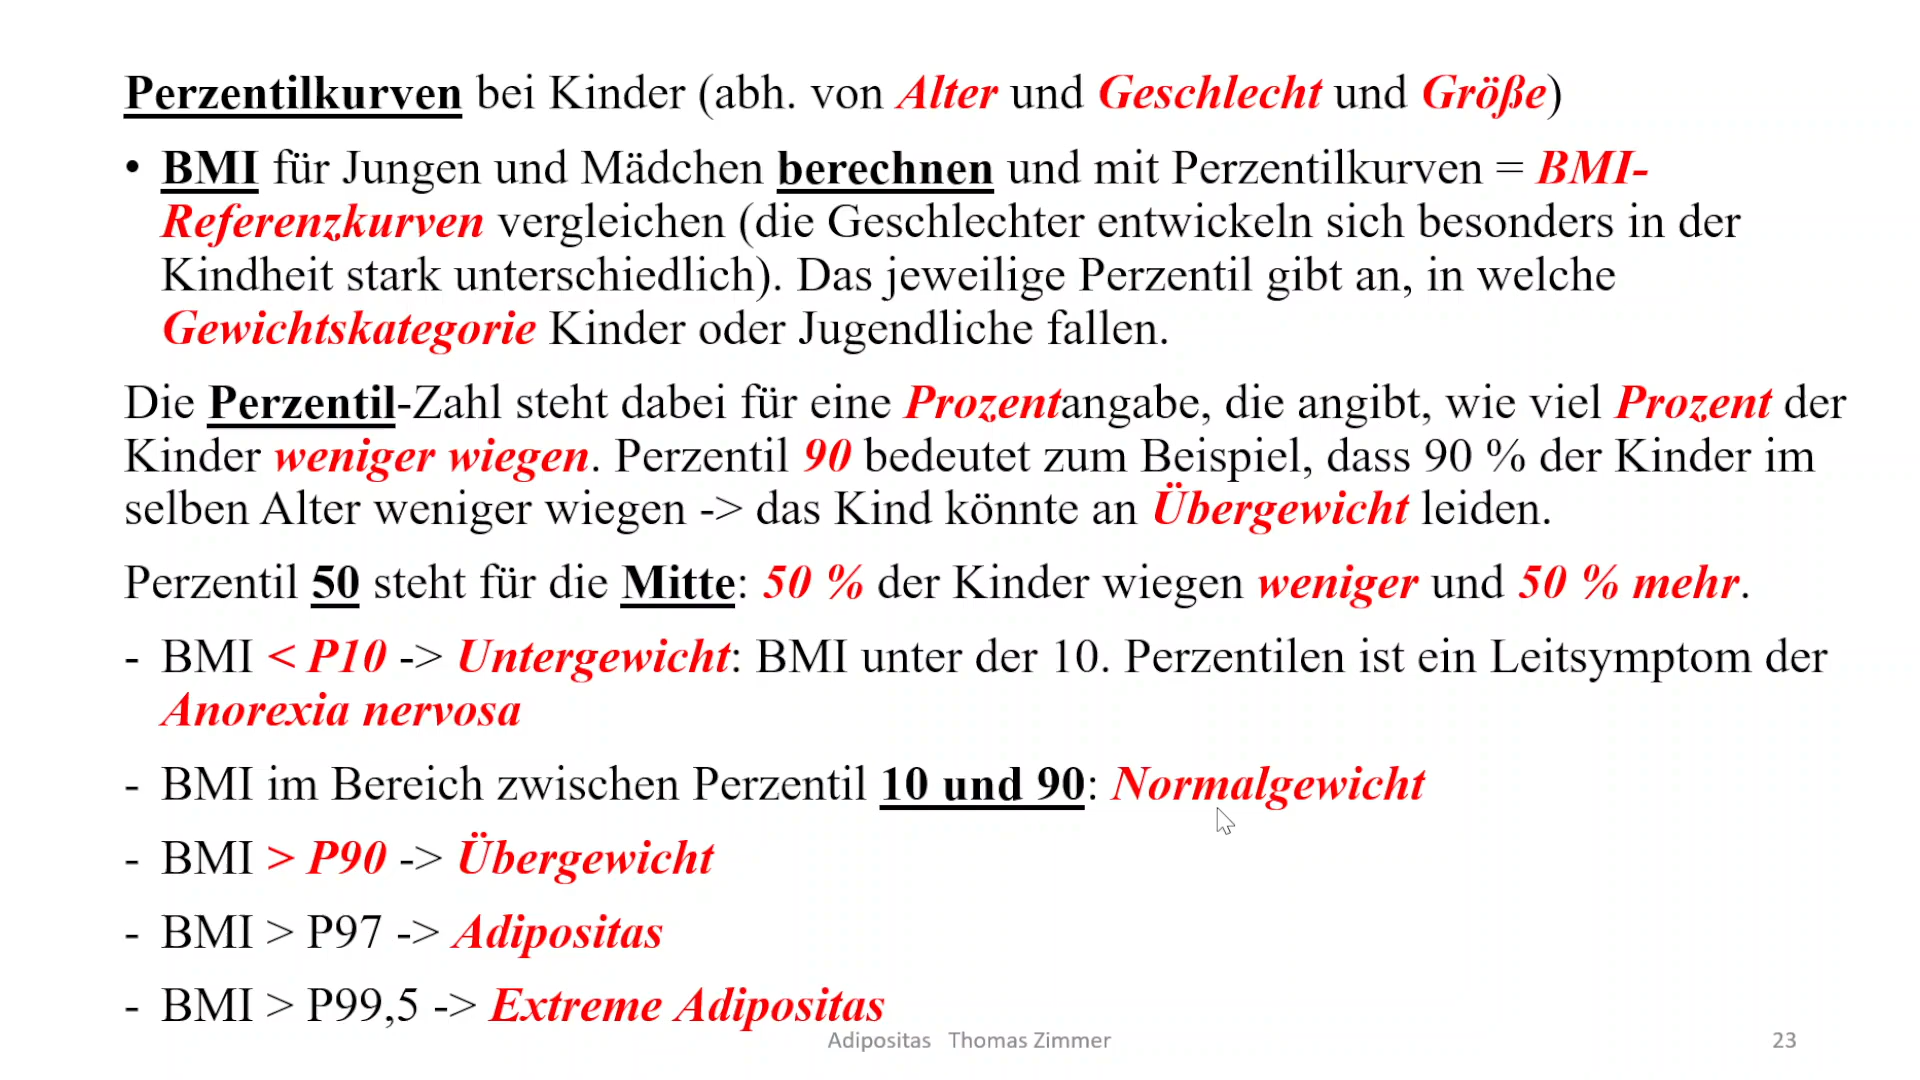 Perzentilkurven bei Kinder (abh. von Alter und Geschlecht und Größe)
• BMI für Jungen und Mädchen berechnen und mit Perzentilkurven = BMI-
Referenzkurven vergleichen (die Geschlechter entwickeln sich besonders in der
Kindheit stark unterschiedlich). Das jeweilige Perzentil gibt an, in welche
Gewichtskategorie Kinder oder Jugendliche fallen.
Die Perzentil-Zahl steht dabei für eine Prozentangabe, die angibt, wie viel Prozent der
Kinder weniger wiegen. Perzentil 90 bedeutet zum Beispiel, dass 90 % der Kinder im
selben Alter weniger wiegen -> das Kind könnte an Übergewicht leiden.
Perzentil 50 steht für die Mitte: 50 % der Kinder wiegen weniger und 50 % mehr.
- BMI < P10 -> Untergewicht: BMI unter der 10. Perzentilen ist ein Leitsymptom der
Anorexia nervosa
- BMI im Bereich zwischen Perzentil 10 und 90: Normalgewicht
- BMI > P90 -> Übergewicht
- BMI > P97 -> Adipositas
- BMI > P99,5 -> Extreme Adipositas
Adipositas Thomas Zimmer
23